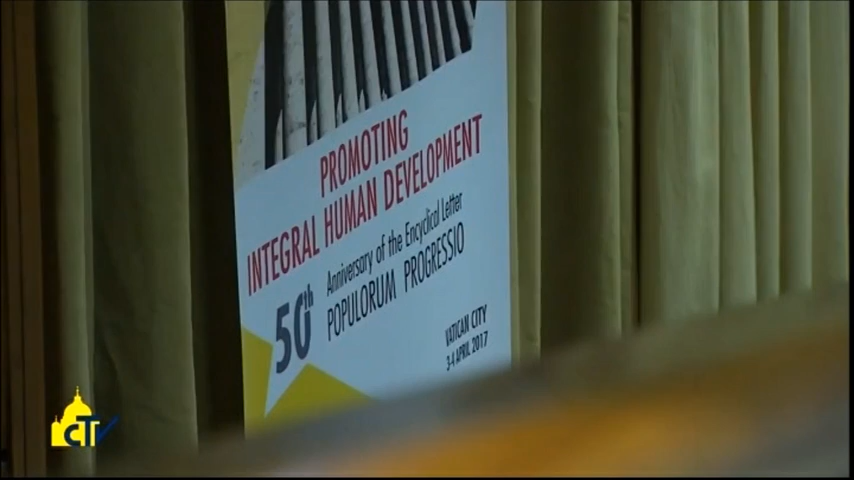 PROMOTING
INTEGRAL HUMAN DEVELOPMENT
50th
Anniversary of the Encyclical Letter
POPULORUM PROGRESSIO
VATICAN CITY
3-4 APRIL 2017
CTV